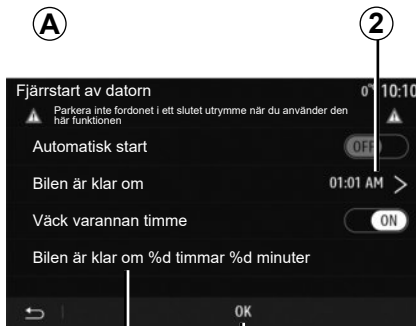 A
2
Fjärrstart av datorn 0° 10:10
Parkera inte fordonet i ett slutet utrymme när du använder den
här funktionen
Automatisk start OFF
Bilen är klar om 01:01 AM
Väck varannan timme ON
Bilen är klar om %d timmar %d minuter
OK